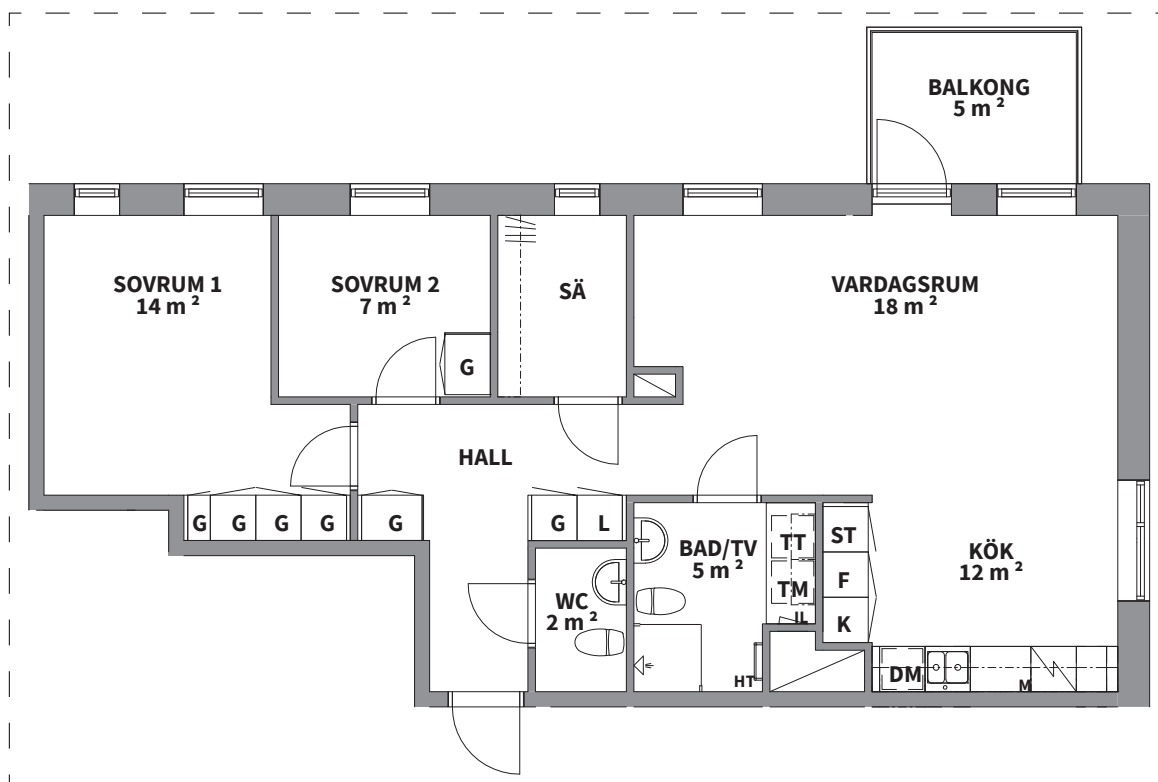 BALKONG
5 m ²
SOVRUM 1
14 m ²
SOVRUM 2
7 m ²
SÄ
VARDAGSRUM
18 m ²
G
HALL
G G G G G G L
BAD/TV
5 m ²
TT
TM
IL
ST
F
K
KÖK
12 m ²
WC
2 m ²
HT
DM
M